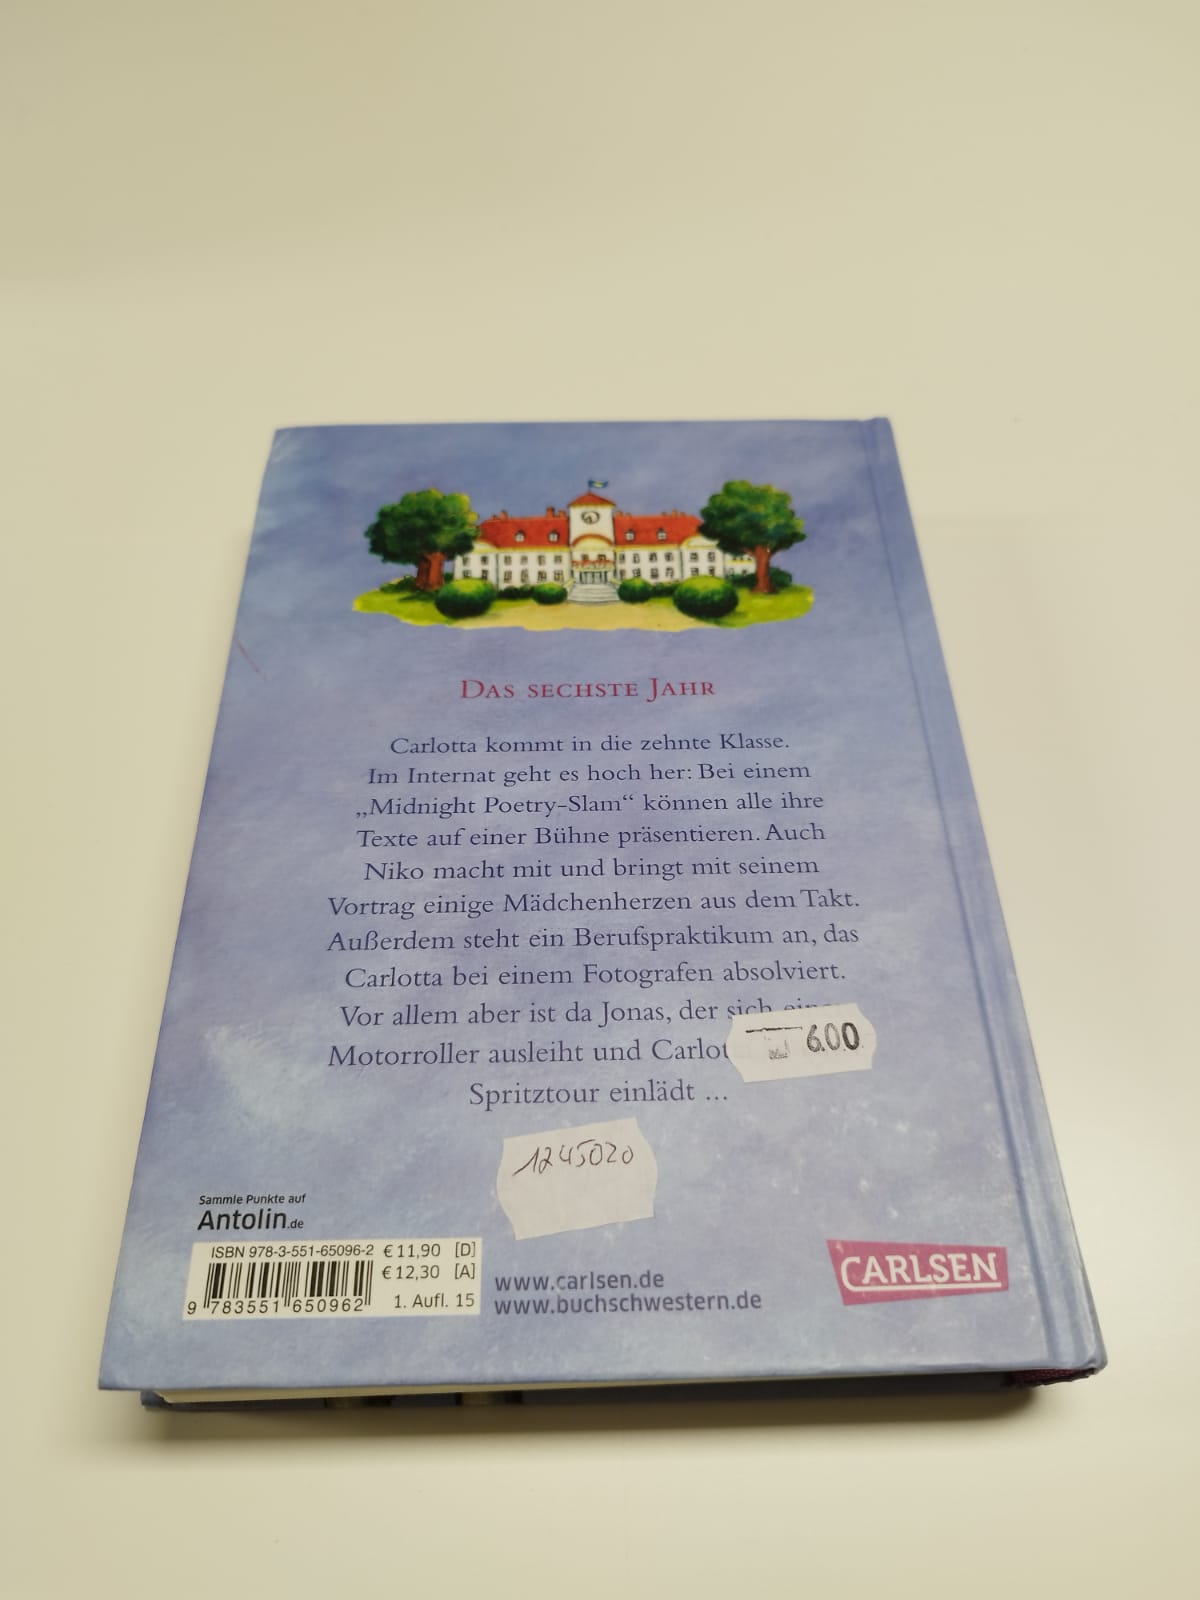 DAS SECHSTE JAHR
Carlotta kommt in die zehnte Klasse.
Im Internat geht es hoch her: Bei einem
„Midnight Poetry-Slam“ können alle ihre
Texte auf einer Bühne präsentieren. Auch
Niko macht mit und bringt mit seinem
Vortrag einige Mädchenherzen aus dem Takt.
Außerdem steht ein Berufspraktikum an, das
Carlotta bei einem Fotografen absolviert.
Vor allem aber ist da Jonas, der sich
Motorroller ausleiht und
6.00
Spritztour einlädt ...
1245020
Sammle Punkte auf
Antolin.de
ISBN 978-3-551-65096-2 € 11,90 [D]
€ 12,30 [A]
9 783551 650962 1. Aufl. 15
www.carlsen.de
www.buchschwestern.de
CARLSEN